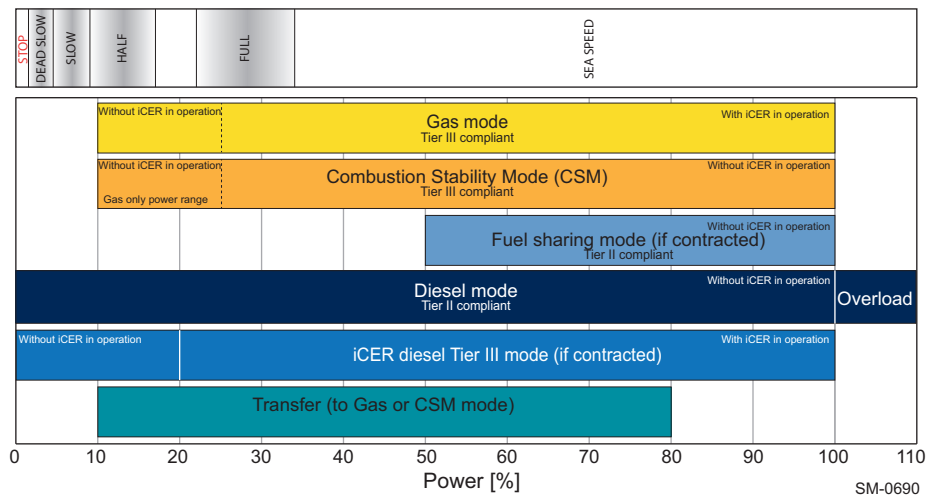 STOP
DEAD SLOW
SLOW
HALF
FULL
SEA SPEED
Without iCER in operation
With iCER in operation
Gas mode
Tier III compliant
Without iCER in operation
Without iCER in operation
Combustion Stability Mode (CSM)
Tier III compliant
Gas only power range
Without iCER in operation
Fuel sharing mode (if contracted)
Tier II compliant
Without iCER in operation
Diesel mode
Tier II compliant
Overload
Without iCER in operation
With iCER in operation
iCER diesel Tier III mode (if contracted)
Transfer (to Gas or CSM mode)
0 10 20 30 40 50 60 70 80 90 100 110
Power [%]
SM-0690